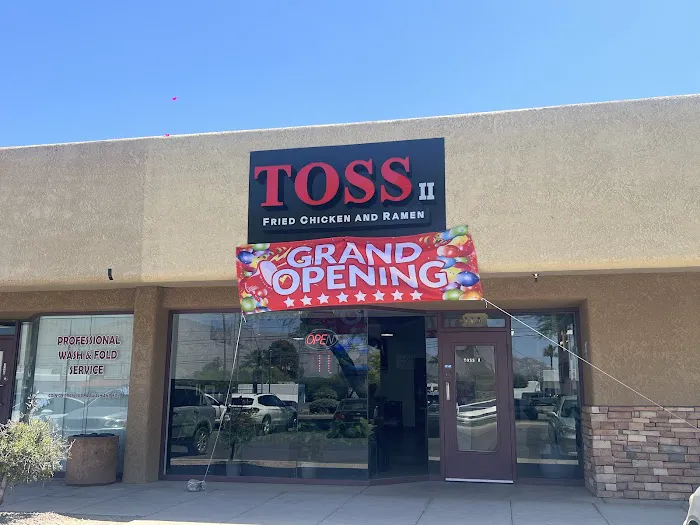 TOSS II
FRIED CHICKEN AND RAMEN
GRAND
OPENING
OPEN
TOSS II
PROFESSIONAL
WASH & FOLD
SERVICE